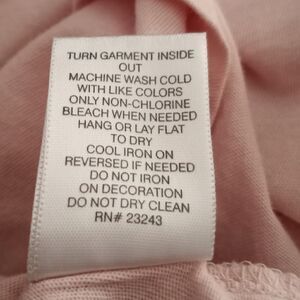 TURN GARMENT INSIDE
OUT
MACHINE WASH COLD
WITH LIKE COLORS
ONLY NON-CHLORINE
BLEACH WHEN NEEDED
HANG OR LAY FLAT
TO DRY
COOL IRON ON
REVERSED IF NEEDED
DO NOT IRON
ON DECORATION
DO NOT DRY CLEAN
RN# 23243